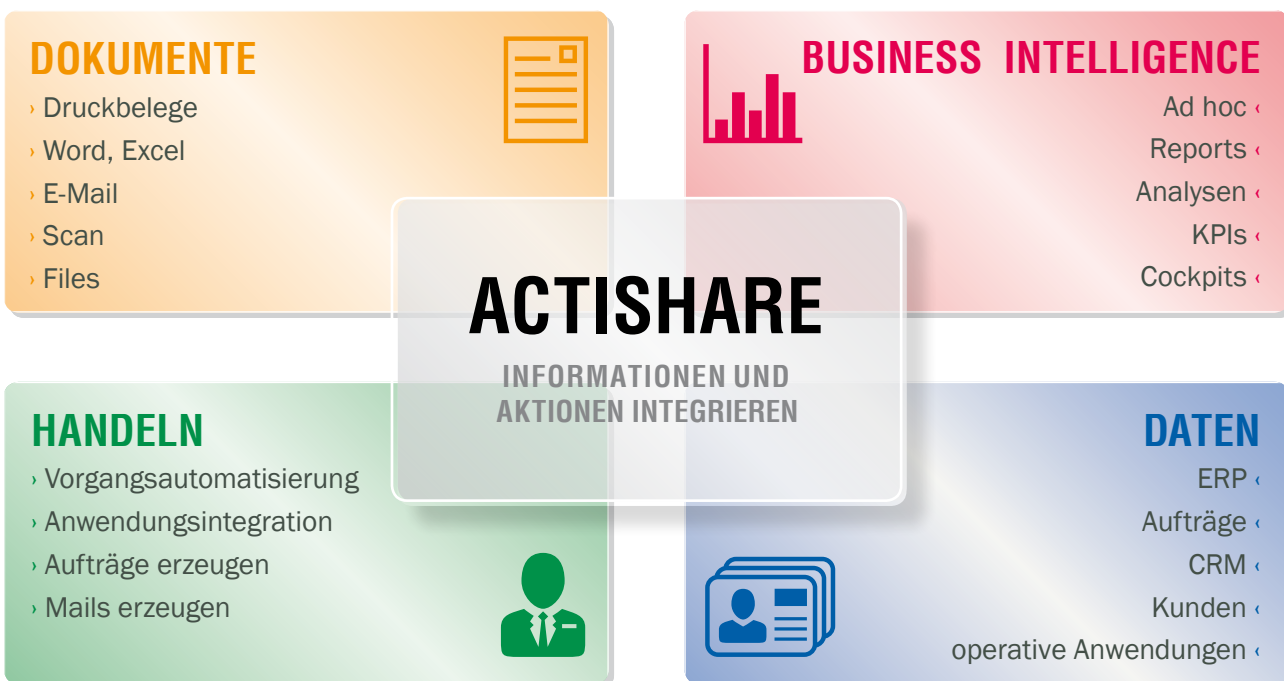 DOKUMENTE
› Druckbelege
› Word, Excel
› E-Mail
› Scan
› Files
BUSINESS INTELLIGENCE
Ad hoc ‹
Reports ‹
Analysen ‹
KPIs ‹
Cockpits ‹
ACTISHARE
INFORMATIONEN UND
AKTIONEN INTEGRIEREN
HANDELN
› Vorgangsautomatisierung
› Anwendungsintegration
› Aufträge erzeugen
› Mails erzeugen
DATEN
ERP ‹
Aufträge ‹
CRM ‹
Kunden ‹
operative Anwendungen ‹